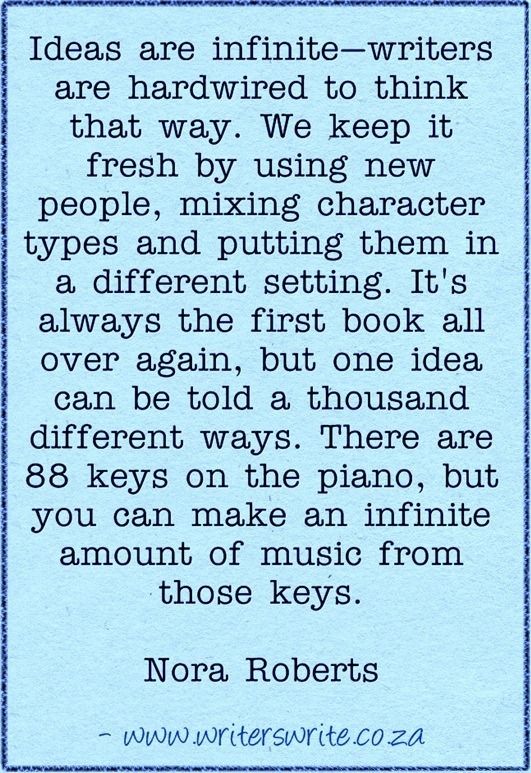 Ideas are infinite—writers
are hardwired to think
that way. We keep it
fresh by using new
people, mixing character
types and putting them in
a different setting. It's
always the first book all
over again, but one idea
can be told a thousand
different ways. There are
88 keys on the piano, but
you can make an infinite
amount of music from
those keys.
Nora Roberts
- www.writerswrite.co.za